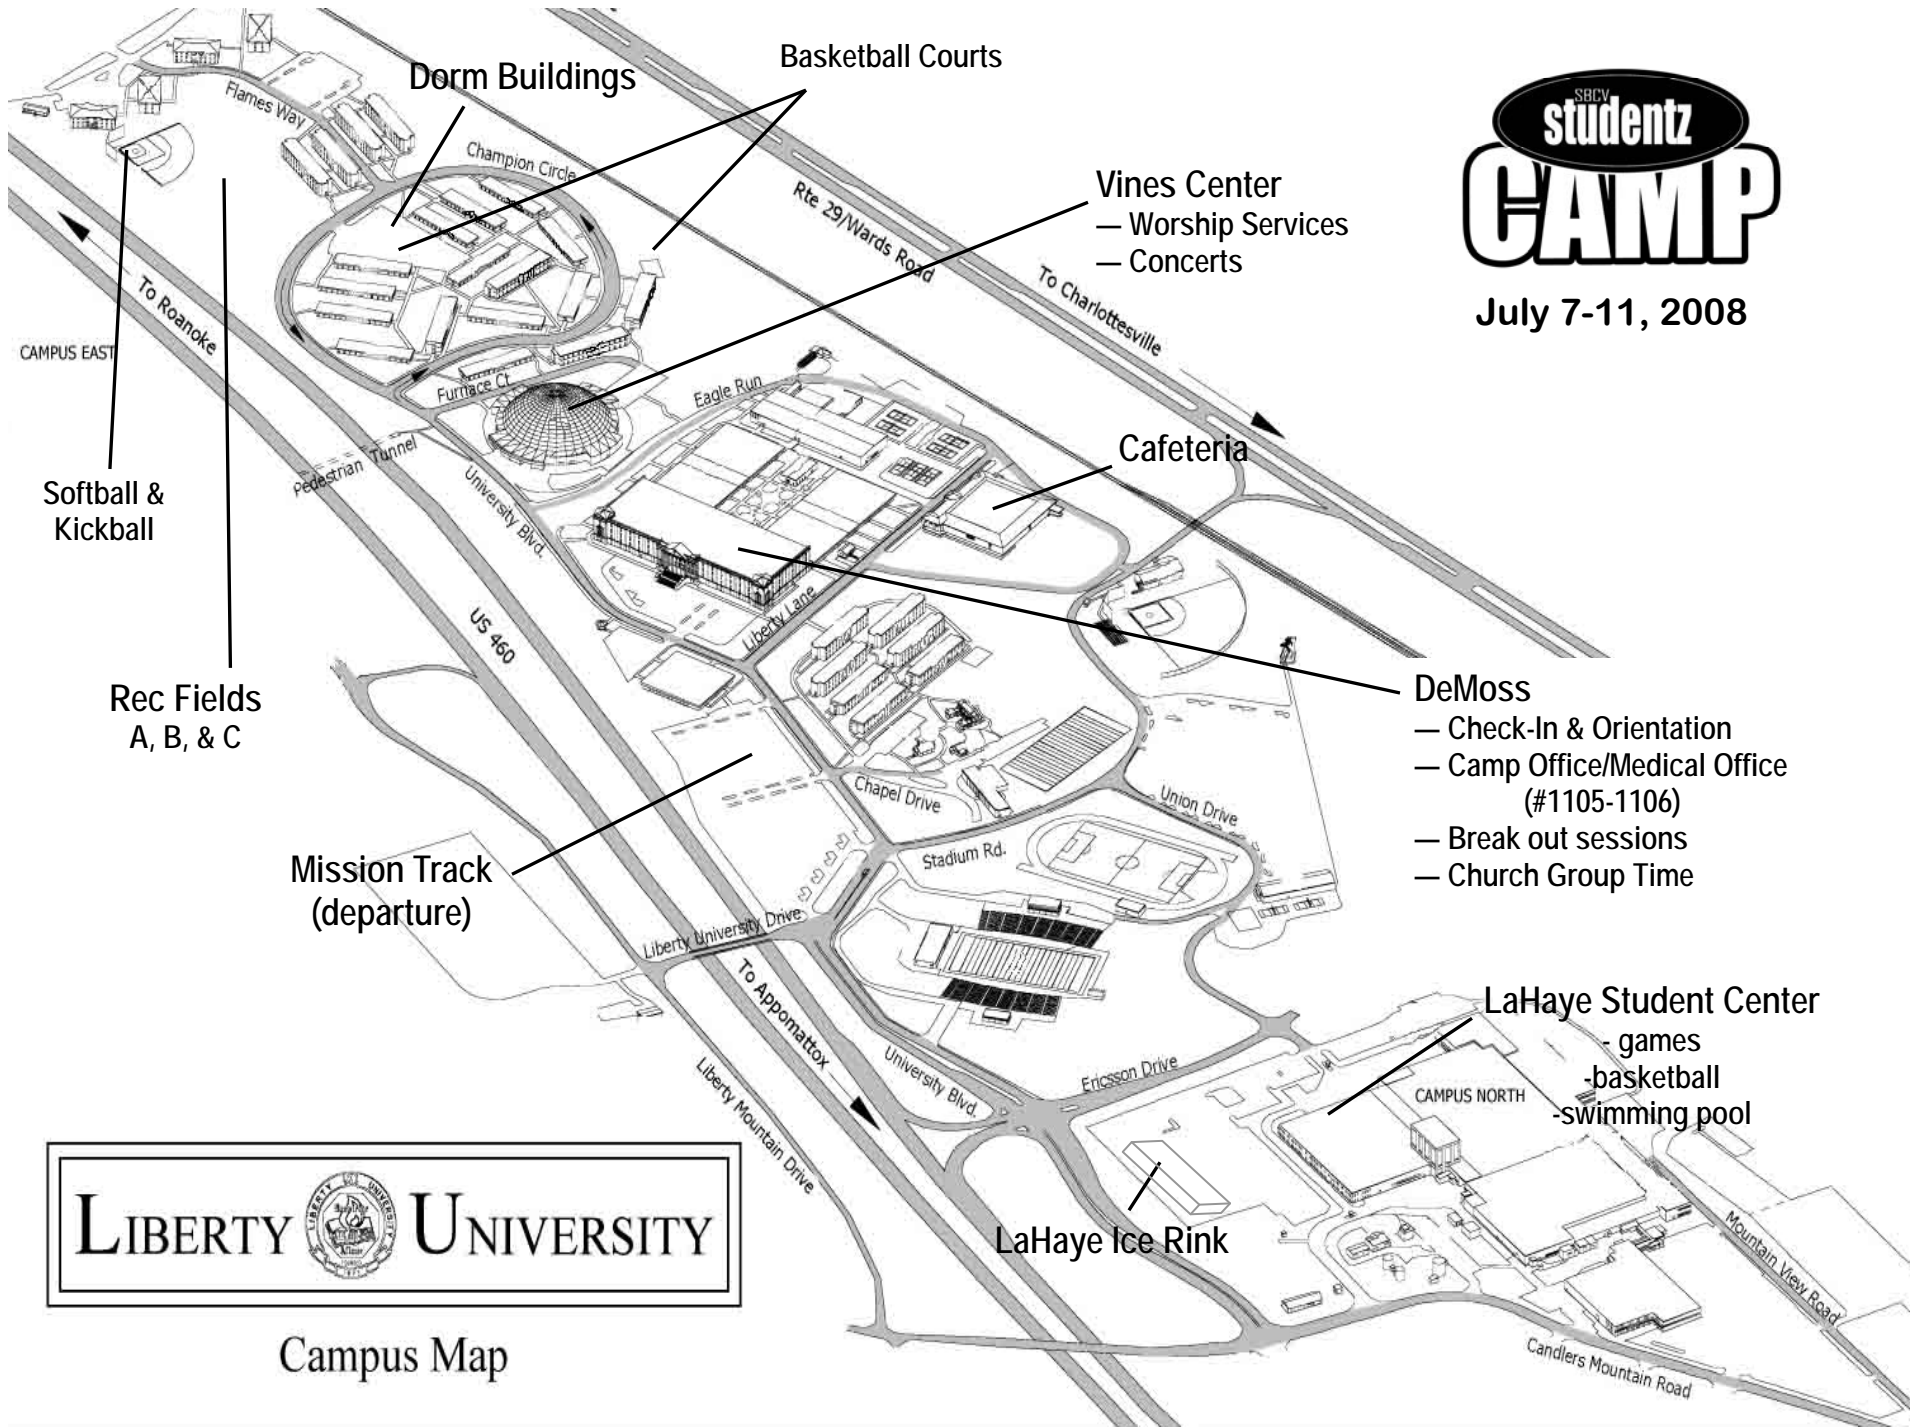 Basketball Courts
Dorm Buildings
SBCV
studentz
CAMP
July 7-11, 2008
Flames Way
Champion Circle
Vines Center
— Worship Services
— Concerts
Rte 29/Wards Road
To Charlottesville
To Roanoke
CAMPUS EAST
Furnace Ct.
Eagle Run
Cafeteria
Pedestrian Tunnel
University Blvd.
Softball &
Kickball
US 460
Liberty Lane
Rec Fields
A, B, & C
DeMoss
— Check-In & Orientation
— Camp Office/Medical Office
(#1105-1106)
— Break out sessions
— Church Group Time
Chapel Drive
Union Drive
Stadium Rd.
Mission Track
(departure)
Liberty University Drive
To Appomattox
LaHaye Student Center
- games
-basketball
-swimming pool
CAMPUS NORTH
University Blvd.
Ericsson Drive
Liberty Mountain Drive
LaHaye Ice Rink
Mountain View Road
Candlers Mountain Road
LIBERTY UNIVERSITY
Campus Map